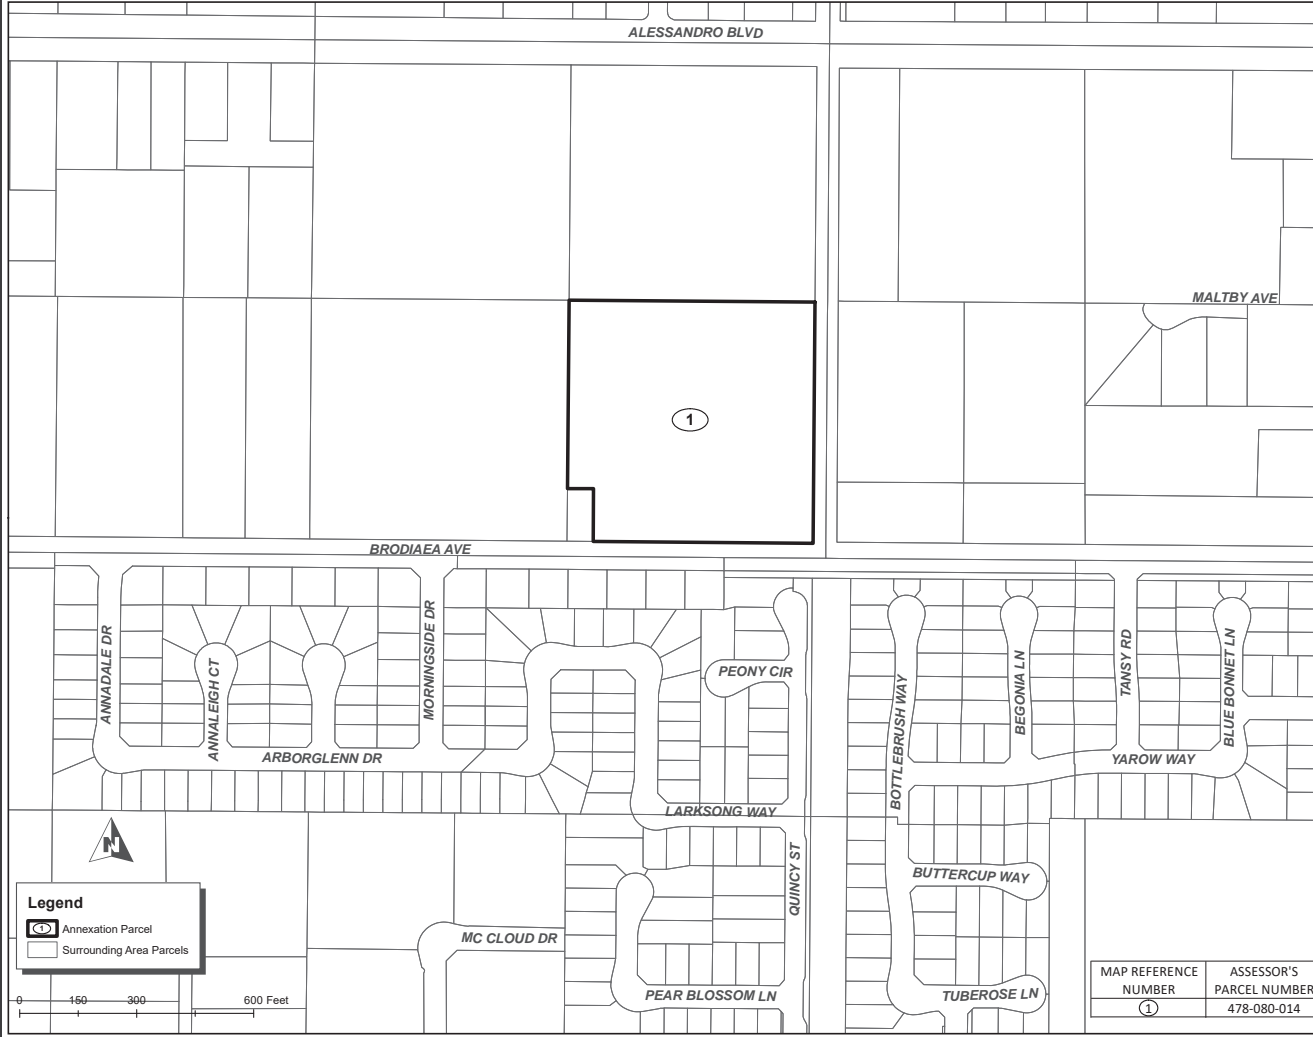 ALESSANDRO BLVD
MALTBY AVE
1
BRODIAEA AVE
ANNADALE DR
ANNALEIGH CT
MORNINGSIDE DR
PEONY CIR
BOTTLEBRUSH WAY
BEGONIA LN
TANSY RD
BLUE BONNET LN
ARBORGLENN DR
YAROW WAY
LARKSONG WAY
N
QUINCY ST
BUTTERCUP WAY
MC CLOUD DR
PEAR BLOSSOM LN
TUBEROSE LN
Legend
1 Annexation Parcel
Surrounding Area Parcels
0 150 300 600 Feet
MAP REFERENCE NUMBER
ASSESSOR'S PARCEL NUMBER
1
478-080-014